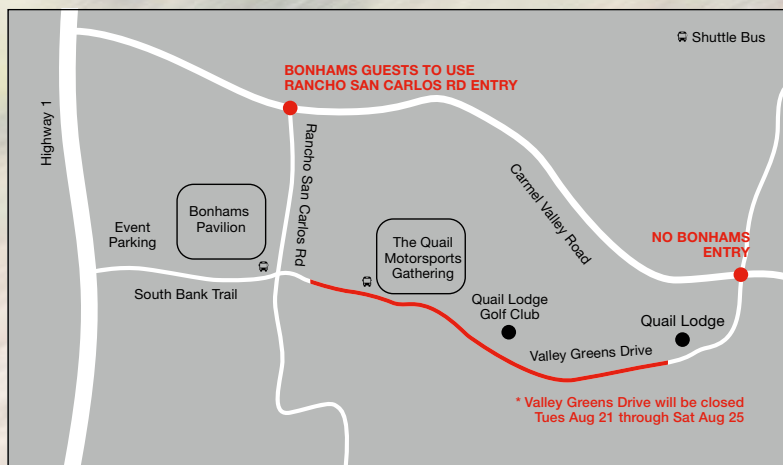 Shuttle Bus
BONHAMS GUESTS TO USE
RANCHO SAN CARLOS RD ENTRY
Highway 1
Rancho San Carlos Rd
Bonhams
Pavilion
Event
Parking
South Bank Trail
The Quail
Motorsports
Gathering
Carmel Valley Road
NO BONHAMS
ENTRY
Quail Lodge
Golf Club
Quail Lodge
Valley Greens Drive
* Valley Greens Drive will be closed
Tues Aug 21 through Sat Aug 25